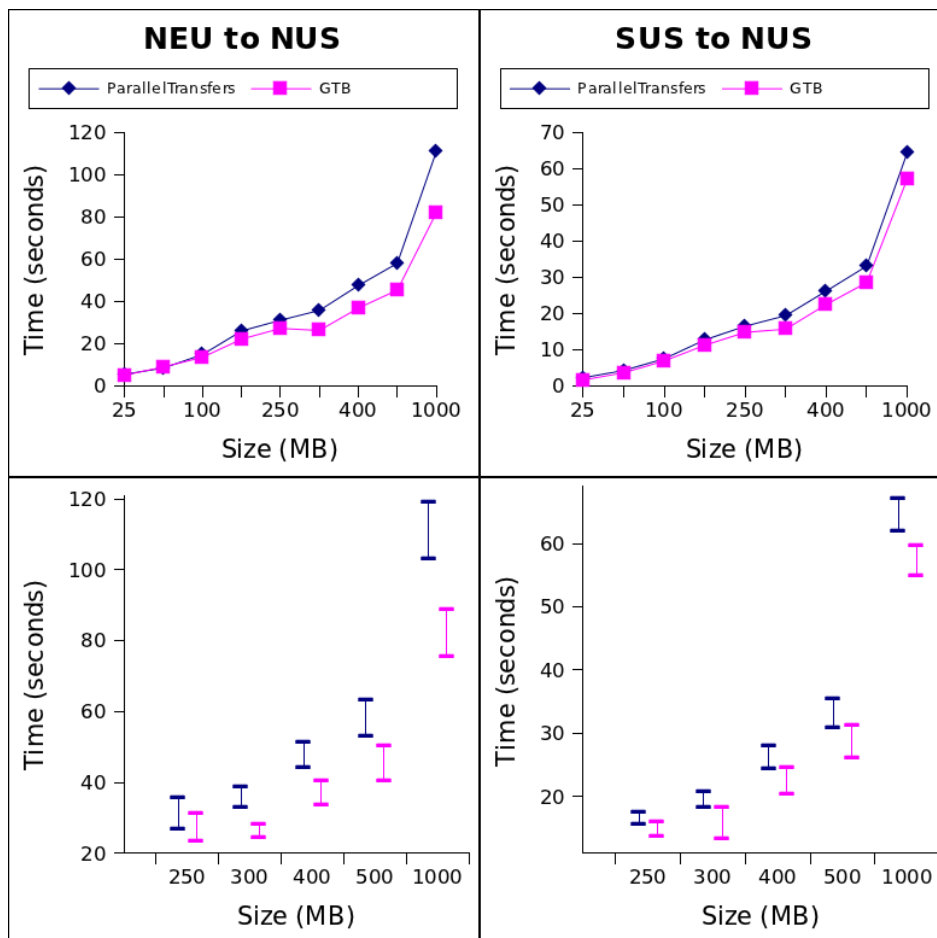 NEU to NUS
ParallelTransfers GTB
Time (seconds)
120
100
80
60
40
20
0
25 100 250 400 1000
Size (MB)
SUS to NUS
ParallelTransfers GTB
Time (seconds)
70
60
50
40
30
20
10
0
25 100 250 400 1000
Size (MB)
Time (seconds)
120
100
80
60
40
20
250 300 400 500 1000
Size (MB)
Time (seconds)
60
50
40
30
20
250 300 400 500 1000
Size (MB)